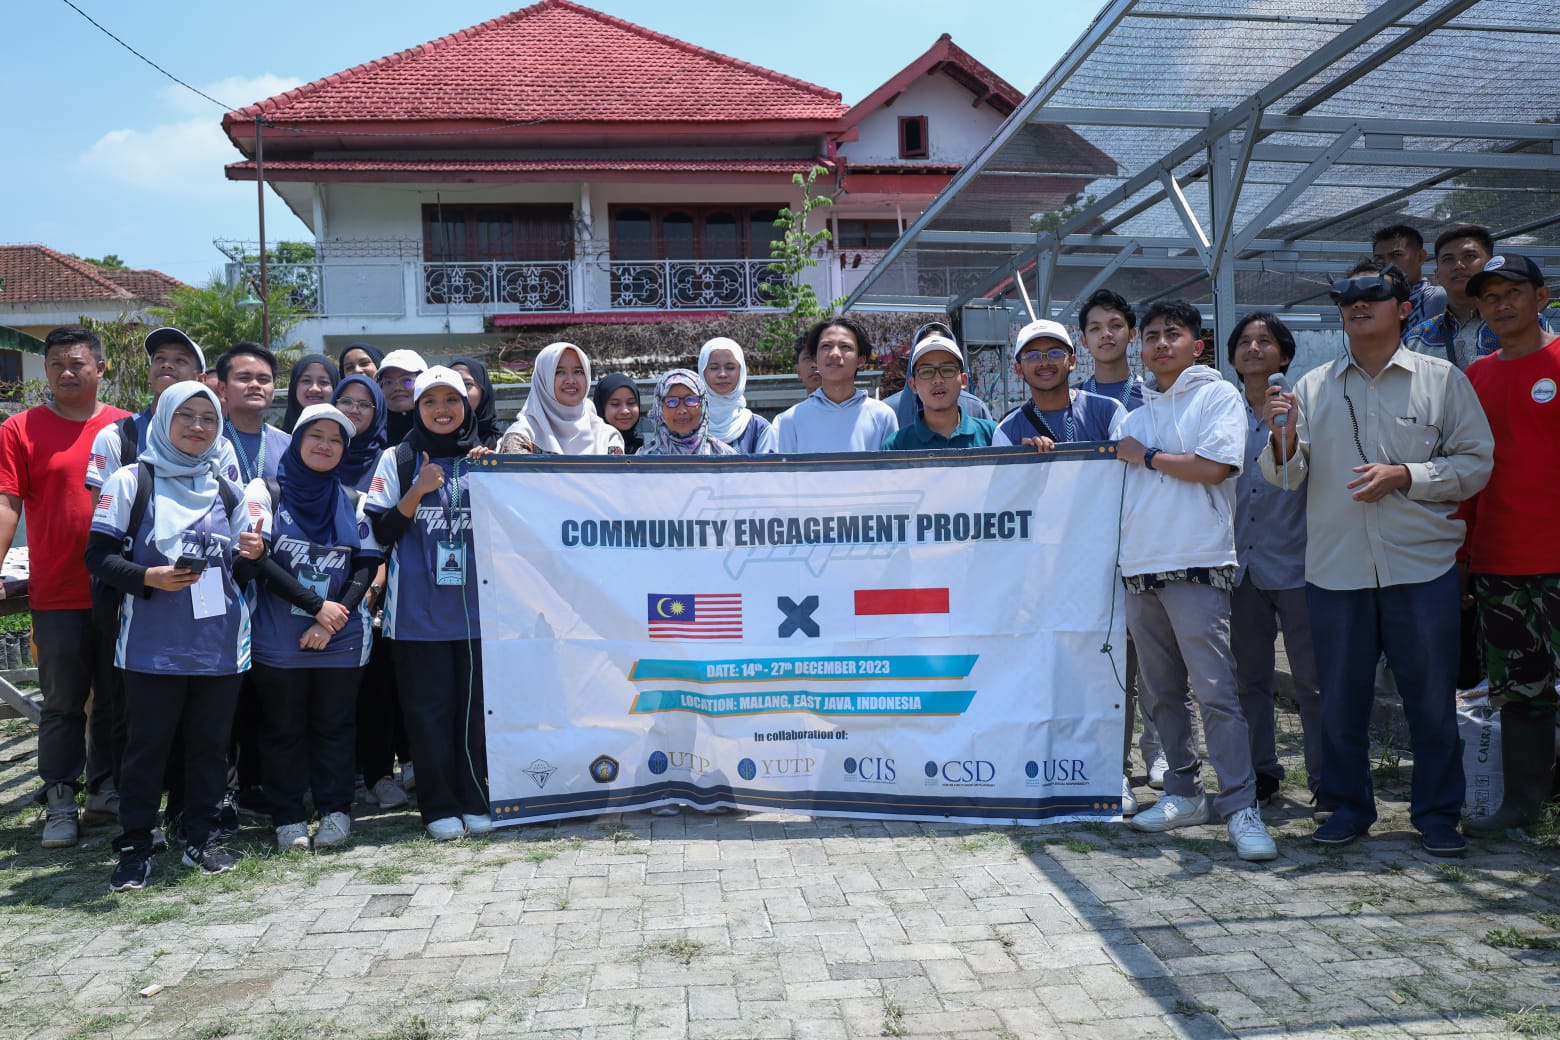 COMMUNITY ENGAGEMENT PROJECT
X
DATE: 14th - 27th DECEMBER 2023
LOCATION: MALANG, EAST JAVA, INDONESIA
In collaboration of:
UTP
YUTP
CIS
CSD
USR
CAKRA